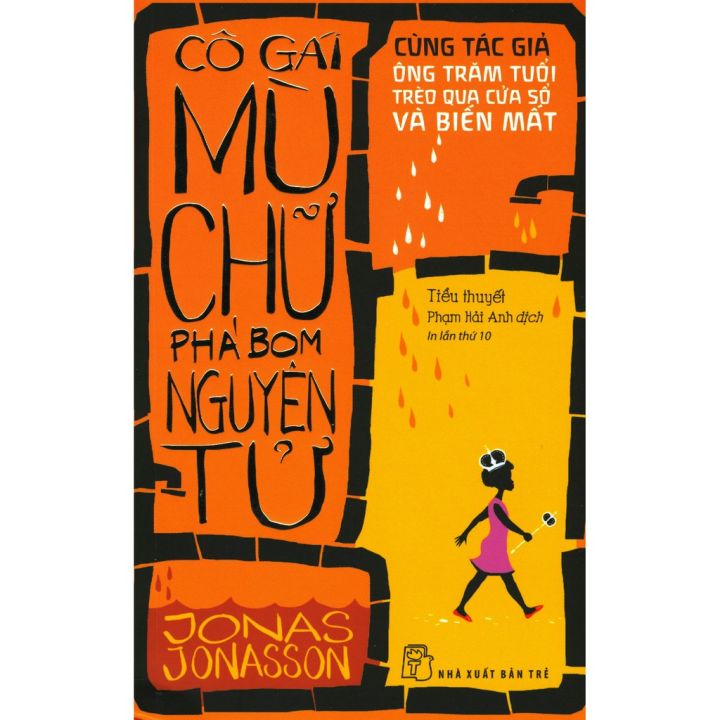 CÔ GÁI
MÙ
CHỮ
PHÁ BOM
NGUYÊN
TỬ
CÙNG TÁC GIẢ
ÔNG TRĂM TUỔI
TRÈO QUA CỬA SỔ
VÀ BIẾN MẤT
Tiểu thuyết
Phạm Hải Anh dịch
In lần thứ 10
JONAS
JONASSON
NHÀ XUẤT BẢN TRẺ